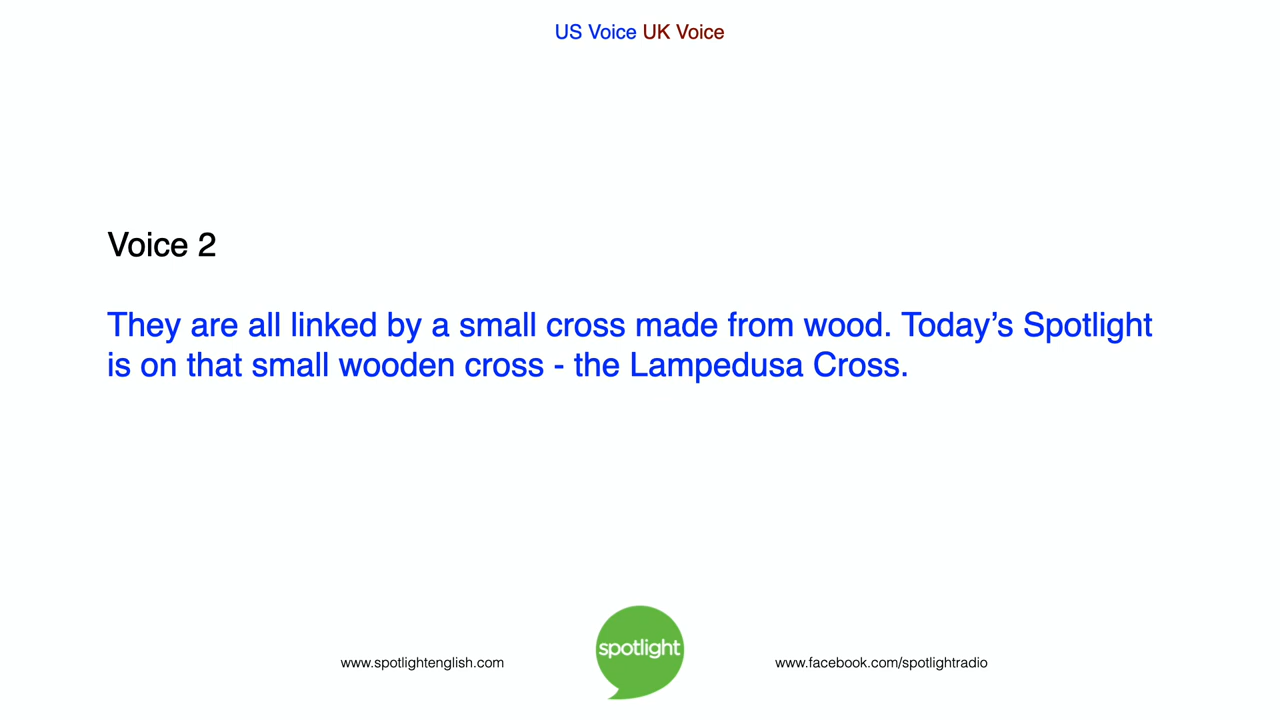 US Voice UK Voice
Voice 2
They are all linked by a small cross made from wood. Today’s Spotlight
is on that small wooden cross - the Lampedusa Cross.
spotlight
www.spotlightenglish.com
www.facebook.com/spotlightradio